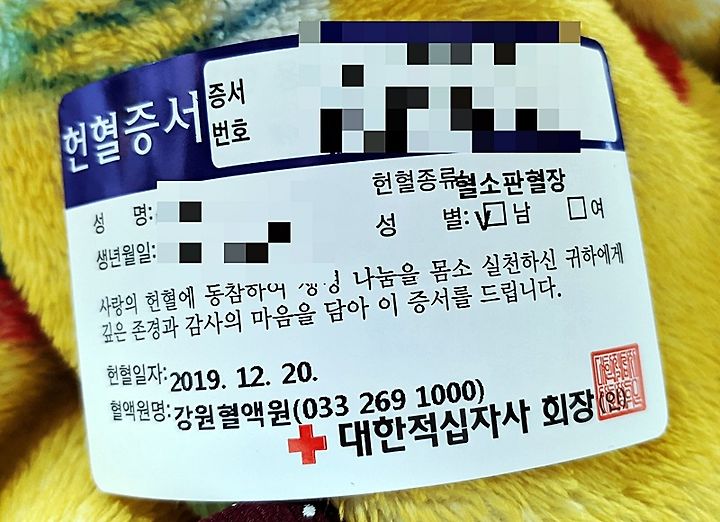 헌혈증서
증서
번호
헌혈종류: 혈소판혈장
성 명:
성 별: V□남 □여
생년월일:
사랑의 헌혈에 동참하여 생명 나눔을 몸소 실천하신 귀하에게
깊은 존경과 감사의 마음을 담아 이 증서를 드립니다.
헌혈일자: 2019. 12. 20.
혈액원명: 강원혈액원(033 269 1000)
대한적십자사 회장 (인)